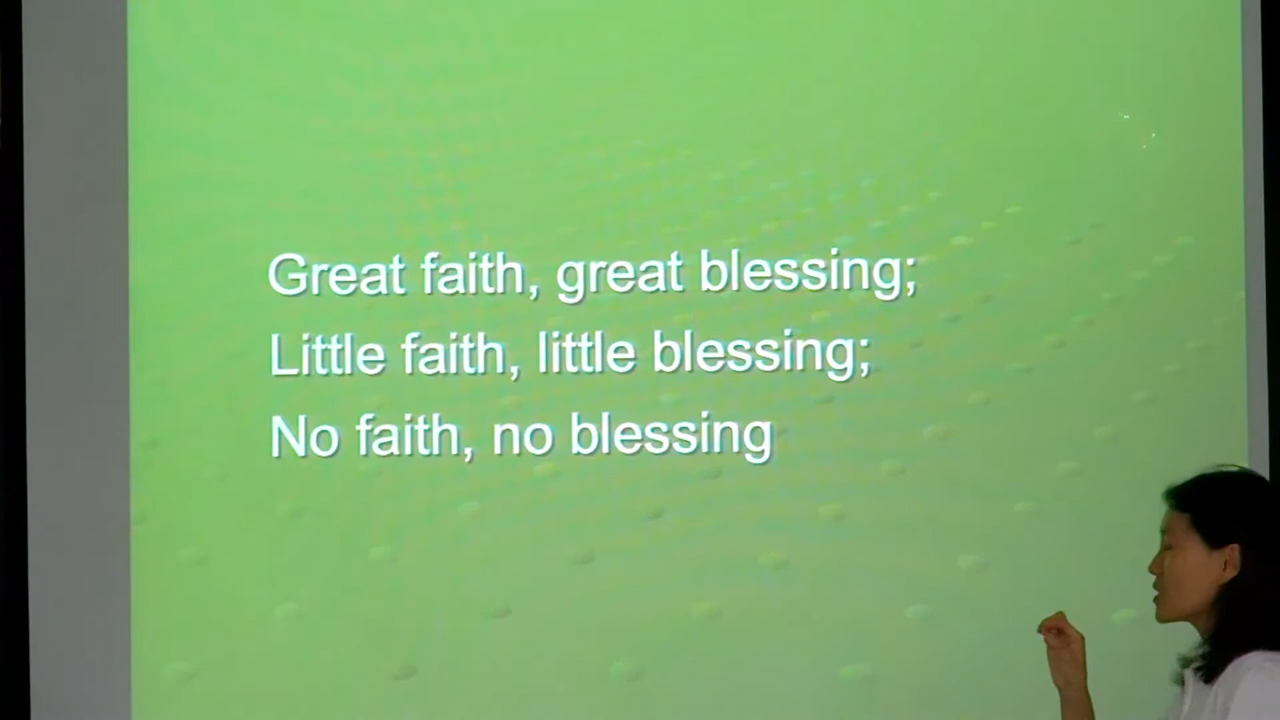 Great faith, great blessing;
Little faith, little blessing;
No faith, no blessing